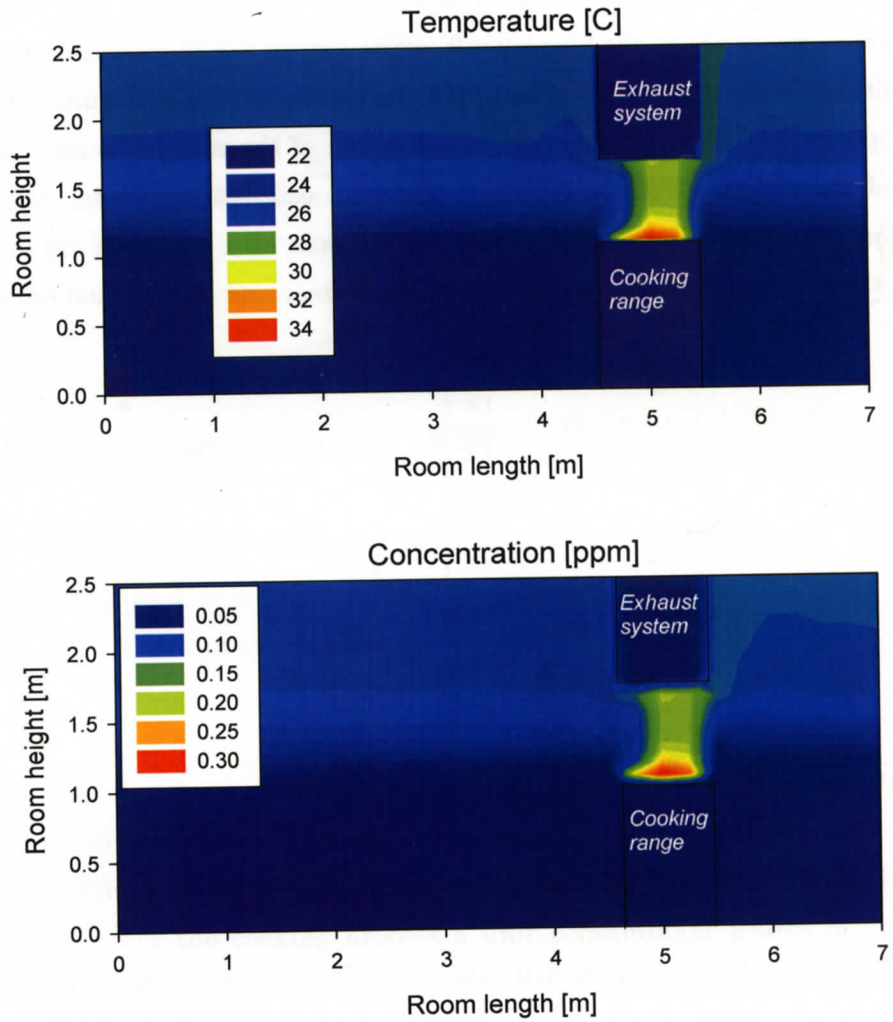 Temperature [C]
2.5
2.0
1.5
1.0
0.5
0.0
Room height
22
24
26
28
30
32
34
Exhaust
system
Cooking
range
0
1
2
3
4
5
6
7
Room length [m]
Concentration [ppm]
2.5
2.0
1.5
1.0
0.5
0.0
Room height [m]
0.05
0.10
0.15
0.20
0.25
0.30
Exhaust
system
Cooking
range
0
1
2
3
4
5
6
7
Room length [m]